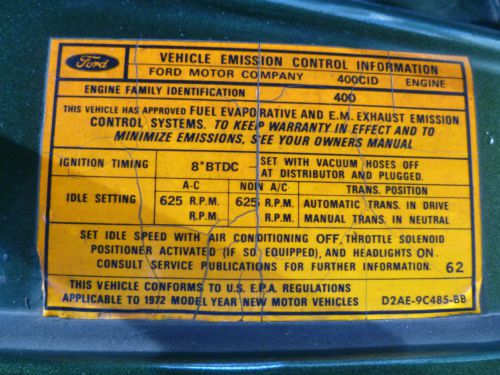 Ford
VEHICLE EMISSION CONTROL INFORMATION
FORD MOTOR COMPANY 400CID ENGINE
ENGINE FAMILY IDENTIFICATION 400
THIS VEHICLE HAS APPROVED FUEL EVAPORATIVE AND E.M. EXHAUST EMISSION
CONTROL SYSTEMS. TO KEEP WARRANTY IN EFFECT AND TO
MINIMIZE EMISSIONS, SEE YOUR OWNERS MANUAL
IGNITION TIMING 8° BTDC SET WITH VACUUM HOSES OFF
AT DISTRIBUTOR AND PLUGGED.
A-C NON A/C TRANS. POSITION
IDLE SETTING 625 R.P.M. 625 R.P.M. AUTOMATIC TRANS. IN DRIVE
R.P.M. R.P.M. MANUAL TRANS. IN NEUTRAL
SET IDLE SPEED WITH AIR CONDITIONING OFF, THROTTLE SOLENOID
POSITIONER ACTIVATED (IF SO EQUIPPED), AND HEADLIGHTS ON
CONSULT SERVICE PUBLICATIONS FOR FURTHER INFORMATION. 62
THIS VEHICLE CONFORMS TO U.S. E.P.A. REGULATIONS
APPLICABLE TO 1972 MODEL YEAR NEW MOTOR VEHICLES D2AE-9C485-BB